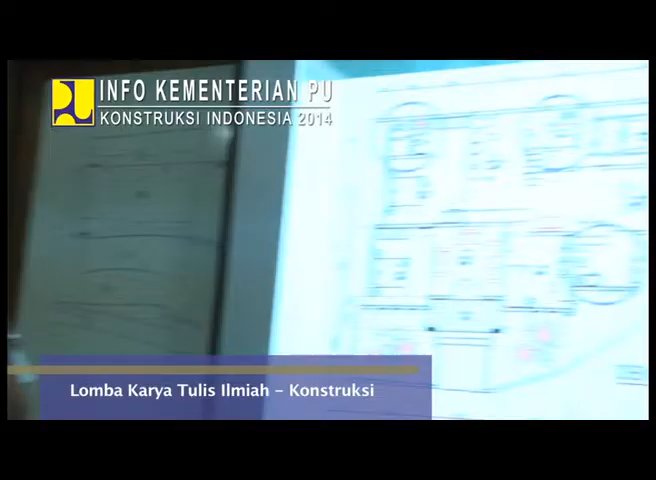 INFO KEMENTERIAN PU
KONSTRUKSI INDONESIA 2014
Lomba Karya Tulis Ilmiah - Konstruksi